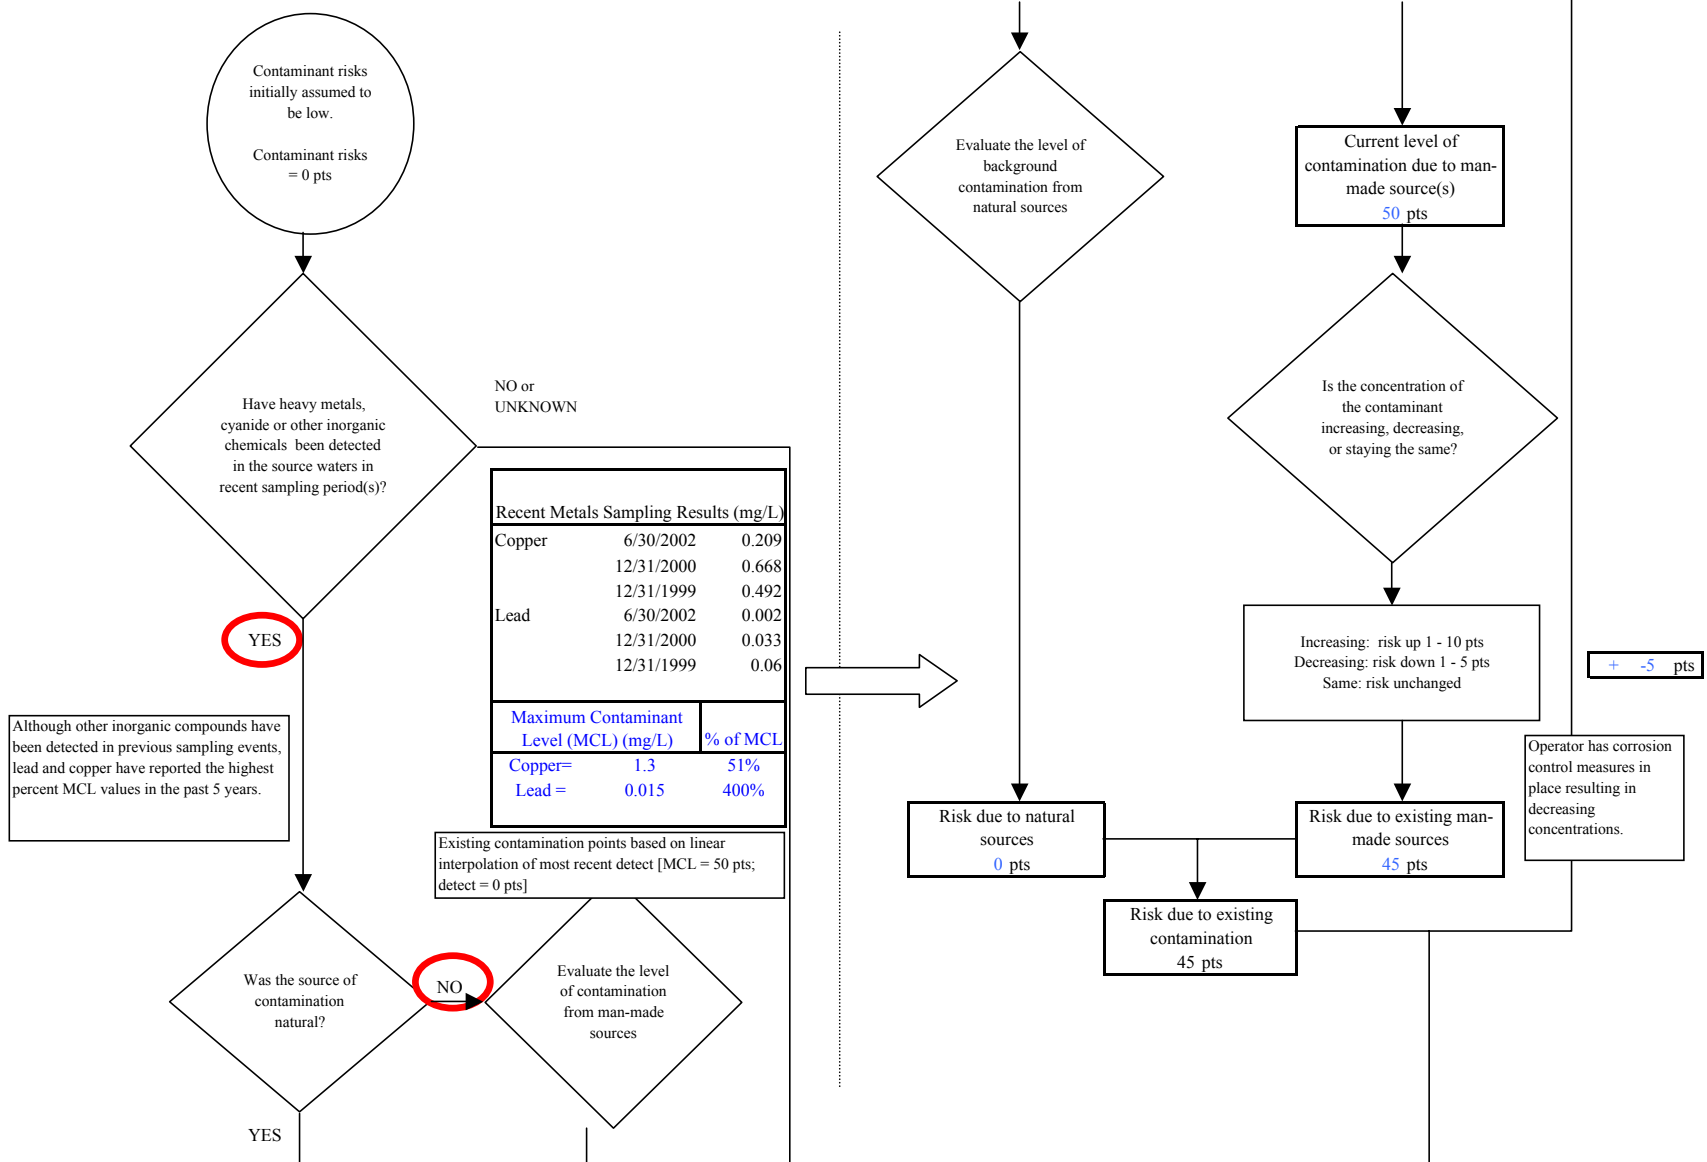 Contaminant risks
initially assumed to
be low.
Contaminant risks
= 0 pts
Have heavy metals,
cyanide or other inorganic
chemicals been detected
in the source waters in
recent sampling period(s)?
NO or
UNKNOWN
YES
Although other inorganic compounds have
been detected in previous sampling events,
lead and copper have reported the highest
percent MCL values in the past 5 years.
Recent Metals Sampling Results (mg/L)
Copper 6/30/2002 0.209
12/31/2000 0.668
12/31/1999 0.492
Lead 6/30/2002 0.002
12/31/2000 0.033
12/31/1999 0.06
Maximum Contaminant
Level (MCL) (mg/L) % of MCL
Copper= 1.3 51%
Lead = 0.015 400%
Existing contamination points based on linear
interpolation of most recent detect [MCL = 50 pts;
detect = 0 pts]
Was the source of
contamination
natural?
NO
YES
Evaluate the level
of contamination
from man-made
sources
Evaluate the level of
background
contamination from
natural sources
Current level of
contamination due to man-
made source(s)
50 pts
Is the concentration of
the contaminant
increasing, decreasing,
or staying the same?
Increasing: risk up 1 - 10 pts
Decreasing: risk down 1 - 5 pts
Same: risk unchanged
+ -5 pts
Operator has corrosion
control measures in
place resulting in
decreasing
concentrations.
Risk due to natural
sources
0 pts
Risk due to existing man-
made sources
45 pts
Risk due to existing
contamination
45 pts